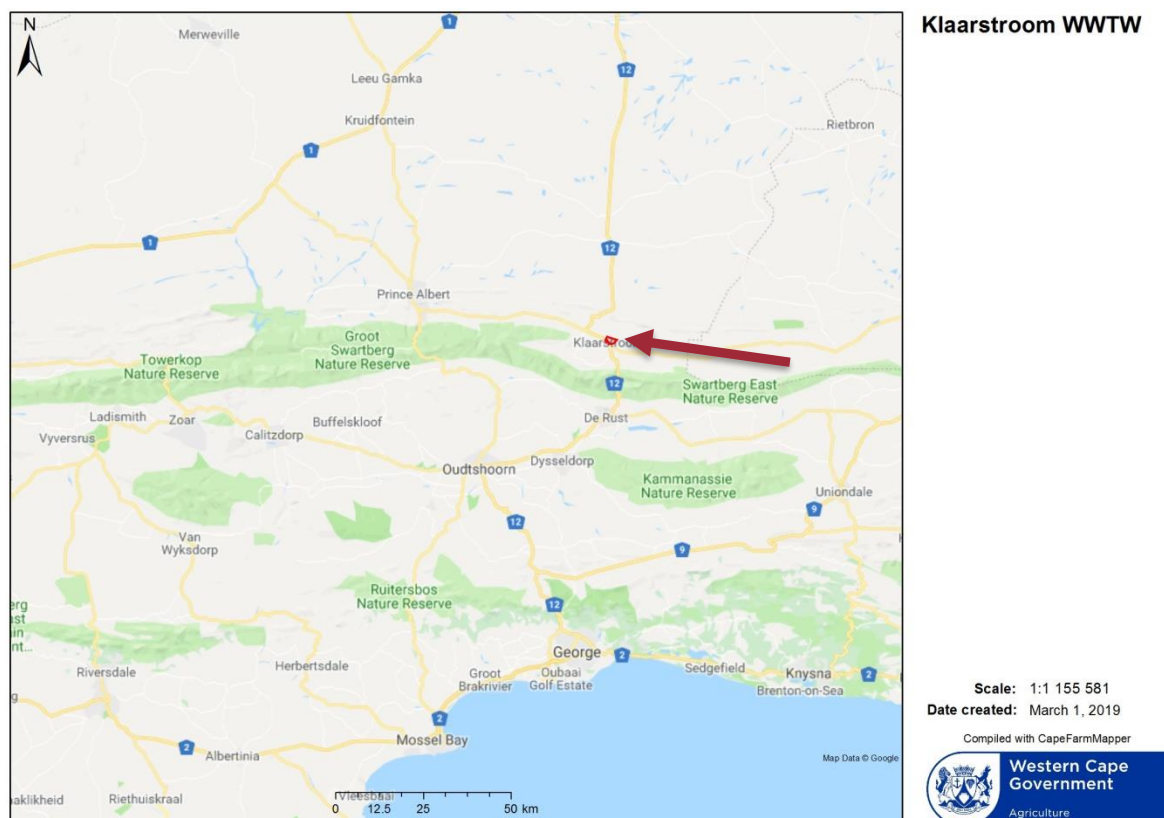 Klaarstroom WWTW
N
Merweville
1
12
Leeu Gamka
Kruidfontein
Rietbron
1
1
12
Prince Albert
Klaarstroom
Groot
Swartberg
Nature Reserve
Towerkop
Nature Reserve
12
Swartberg East
Nature Reserve
Ladismith
Zoar
Buffelskloof
De Rust
Vyversrus
Calitzdorp
Oudtshoorn
Dysselsdorp
Kammanassie
Nature Reserve
Uniondale
9
12
Van
Wyksdorp
9
Ruitersbos
Nature Reserve
12
George
2
Riversdale
Herbertsdale
Groot
Brakrivier
Oubaai
Golf Estate
Sedgefield
Knysna
2
Brenton-on-Sea
2
Mossel Bay
2
Albertinia
Map Data © Google
Riethuiskraal
Vleesbaai
0 12.5 25 50 km
Scale: 1:1 155 581
Date created: March 1, 2019
Compiled with CapeFarmMapper
Western Cape
Government
Agriculture